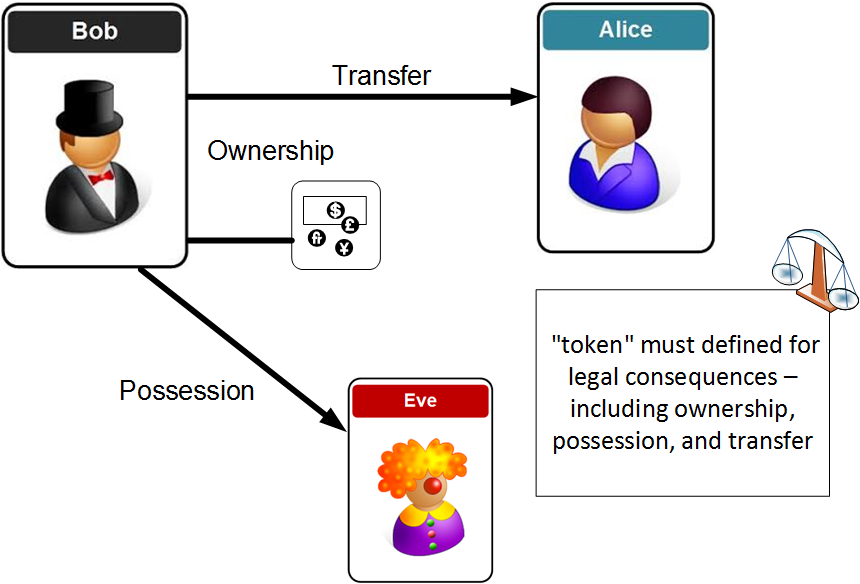 Bob
Alice
Transfer
Ownership
$
£
¥
"token" must defined for
legal consequences –
including ownership,
possession, and transfer
Possession
Eve